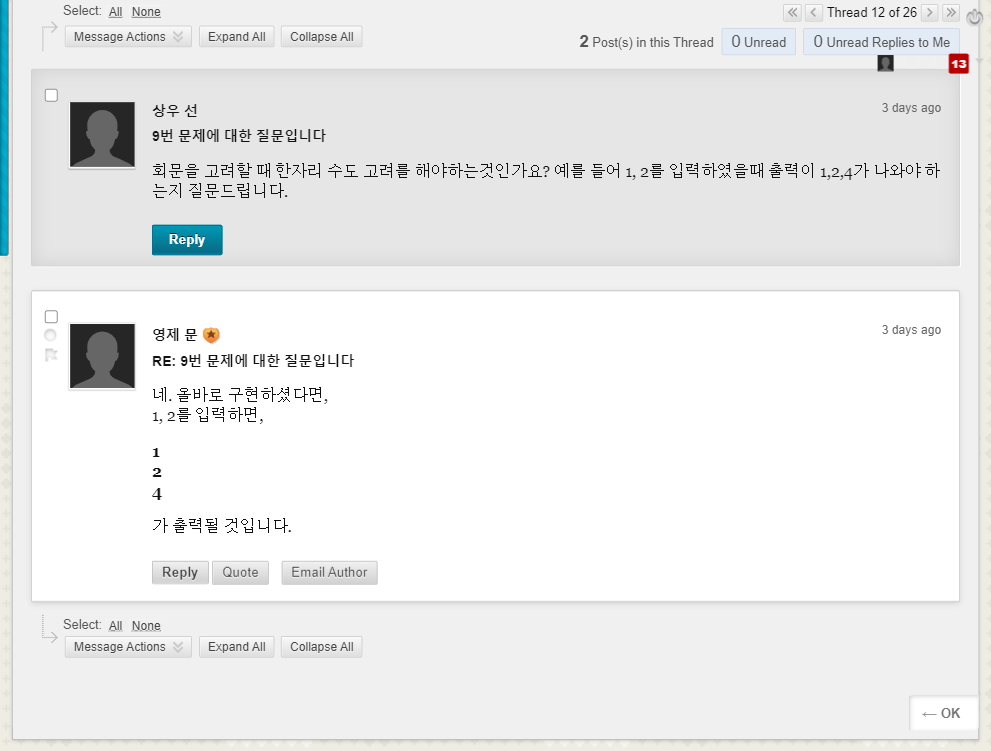 Select: All None
Thread 12 of 26
Message Actions Expand All Collapse All
2 Post(s) in this Thread 0 Unread 0 Unread Replies to Me
13
상우 선
3 days ago
9번 문제에 대한 질문입니다
회문을 고려할 때 한자리 수도 고려를 해야하는것인가요? 예를 들어 1, 2를 입력하였을때 출력이 1,2,4가 나와야 하
는지 질문드립니다.
Reply
영제 문
3 days ago
RE: 9번 문제에 대한 질문입니다
네. 올바로 구현하셨다면,
1, 2를 입력하면,
1
2
4
가 출력될 것입니다.
Reply Quote Email Author
Select: All None
Message Actions Expand All Collapse All
← OK